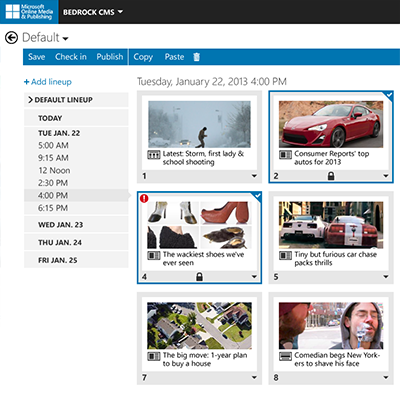 Microsoft
Online Media
& Publishing
BEDROCK CMS
Default
Save Check in Publish Copy Paste
+ Add lineup
Tuesday, January 22, 2013 4:00 PM
DEFAULT LINEUP
TODAY
TUE JAN. 22
5:00 AM
9:15 AM
12 Noon
2:30 PM
4:00 PM
6:15 PM
WED JAN. 23
THU JAN. 24
FRI JAN. 25
Latest: Storm, first lady &
school shooting
1
Consumer Reports' top
autos for 2013
2
The wackiest shoes we've
ever seen
4
Tiny but furious car chase
packs thrills
5
The big move: 1-year plan
to buy a house
7
Comedian begs New York-
ers to shave his face
8